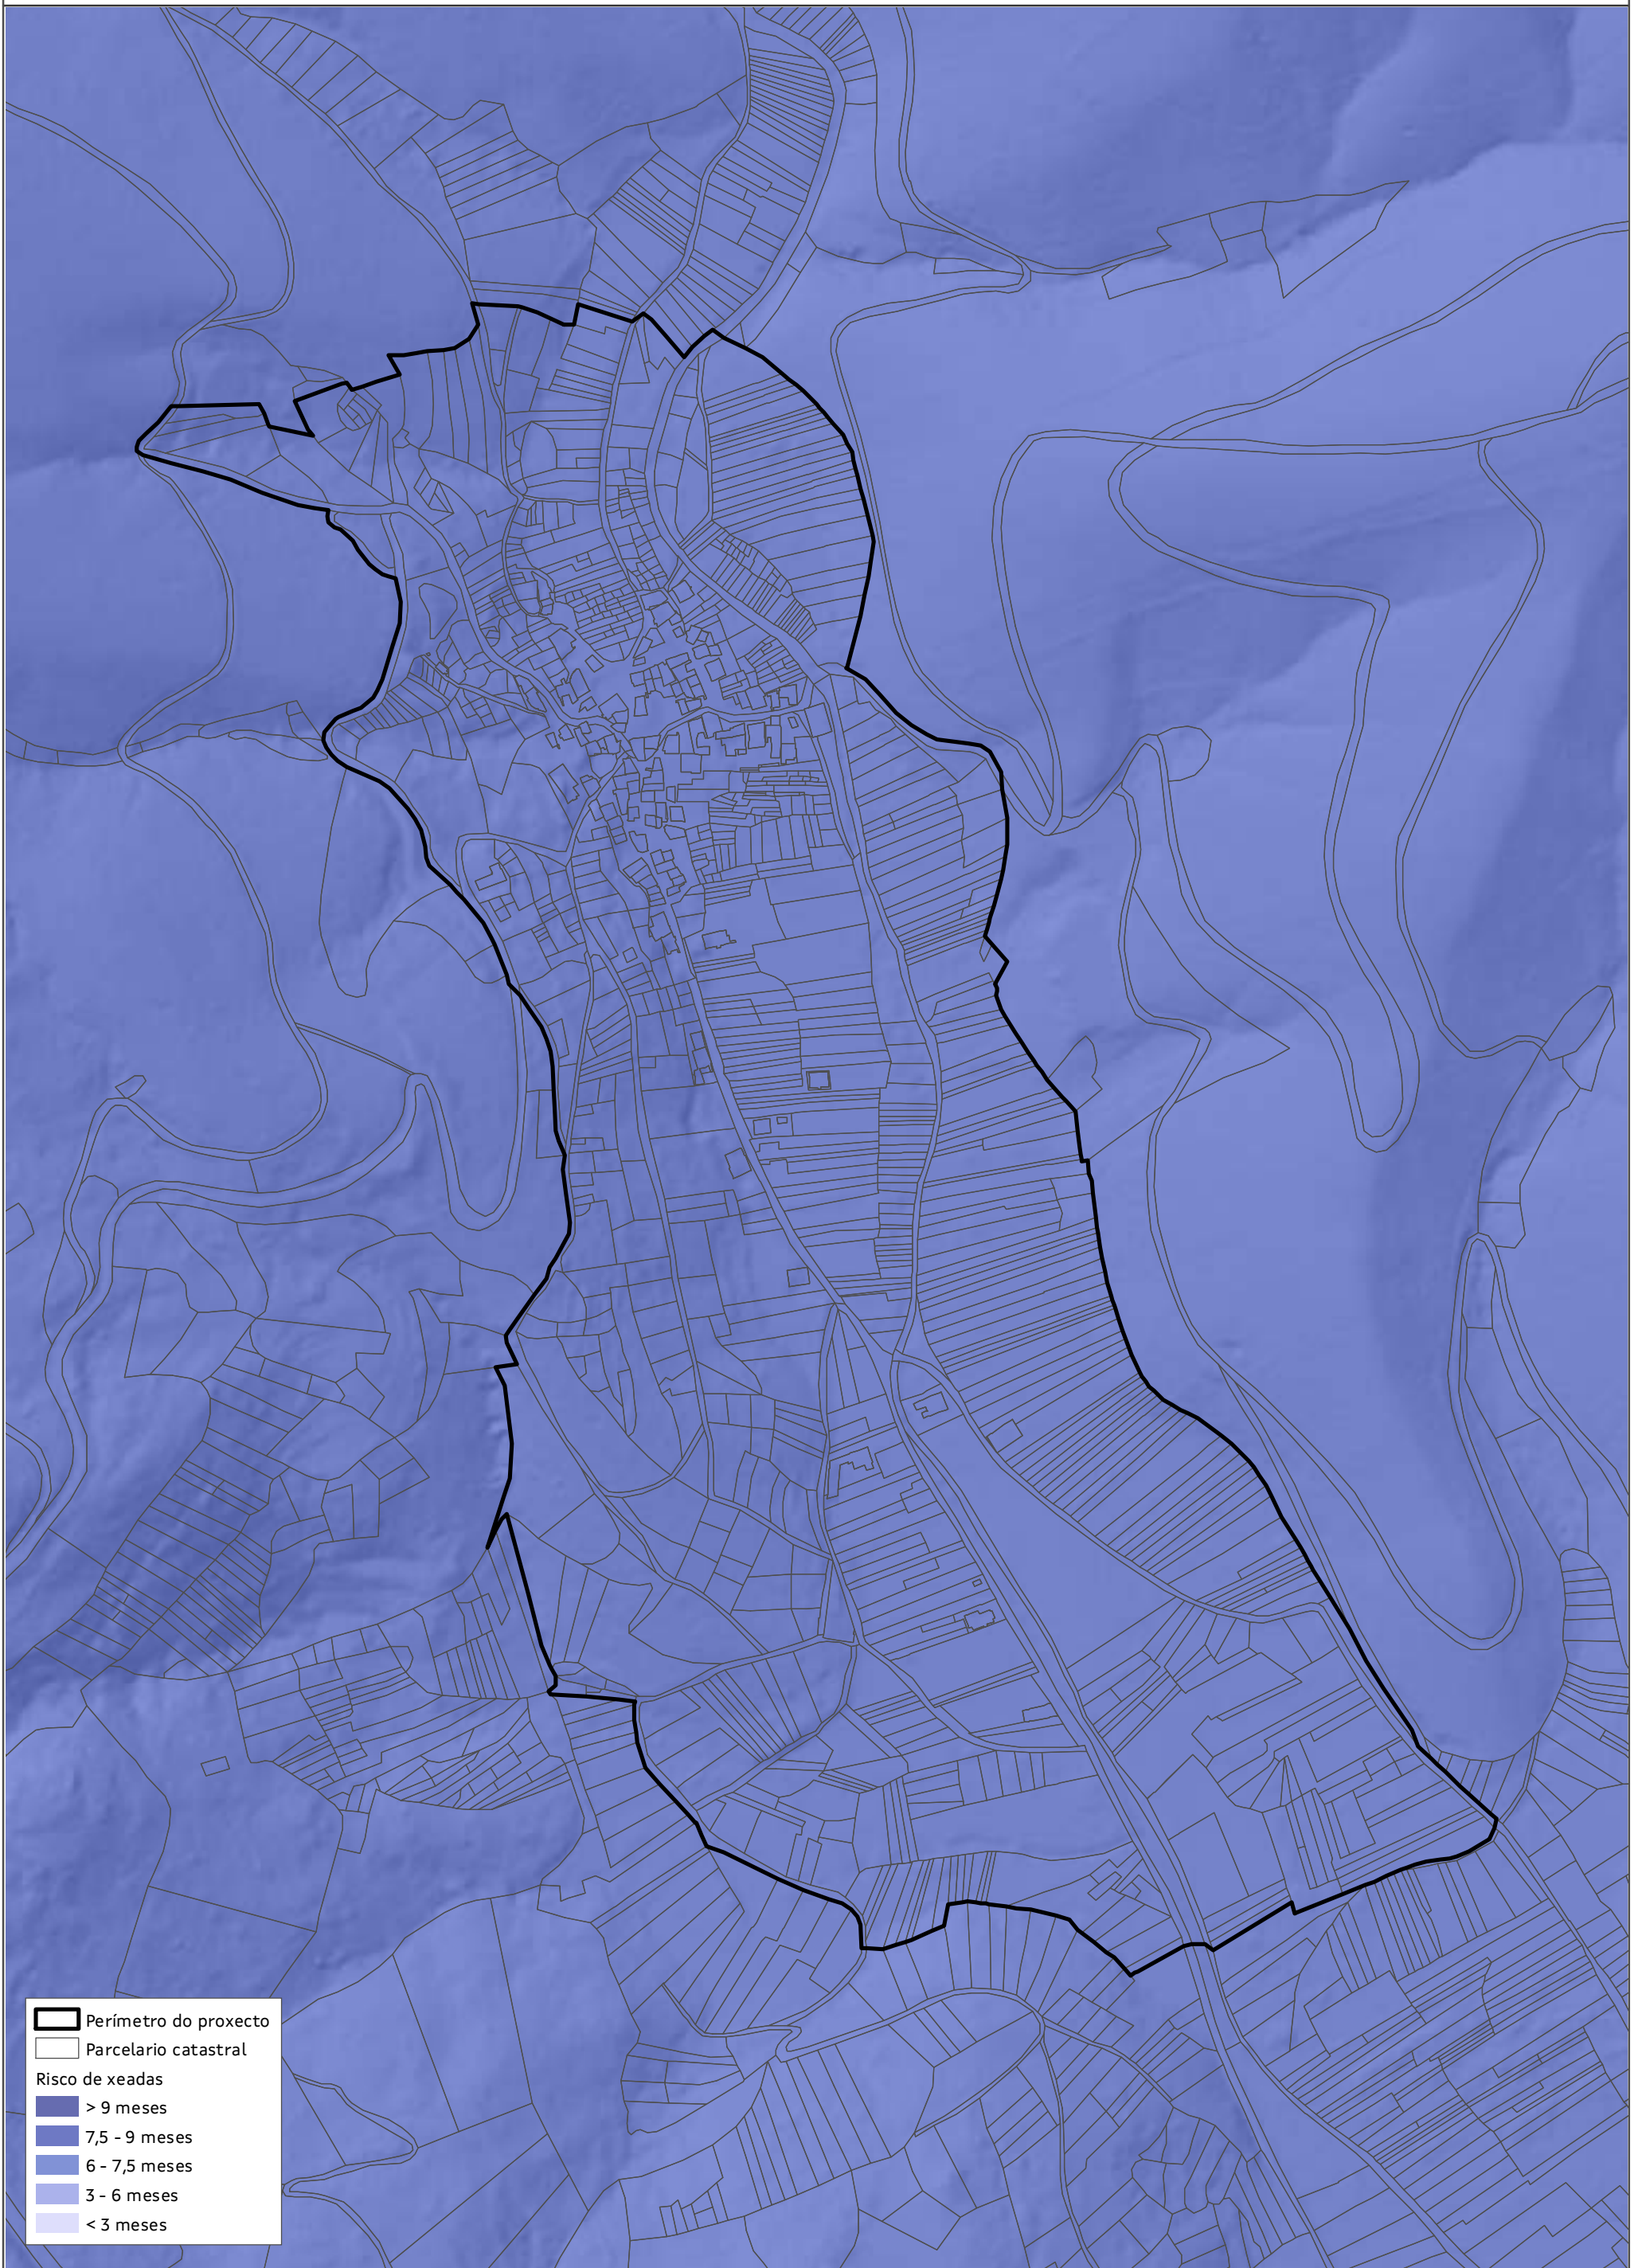 Perímetro do proxecto
Parcelario catastral
Risco de xeadas
> 9 meses
7,5 - 9 meses
6 - 7,5 meses
3 - 6 meses
< 3 meses